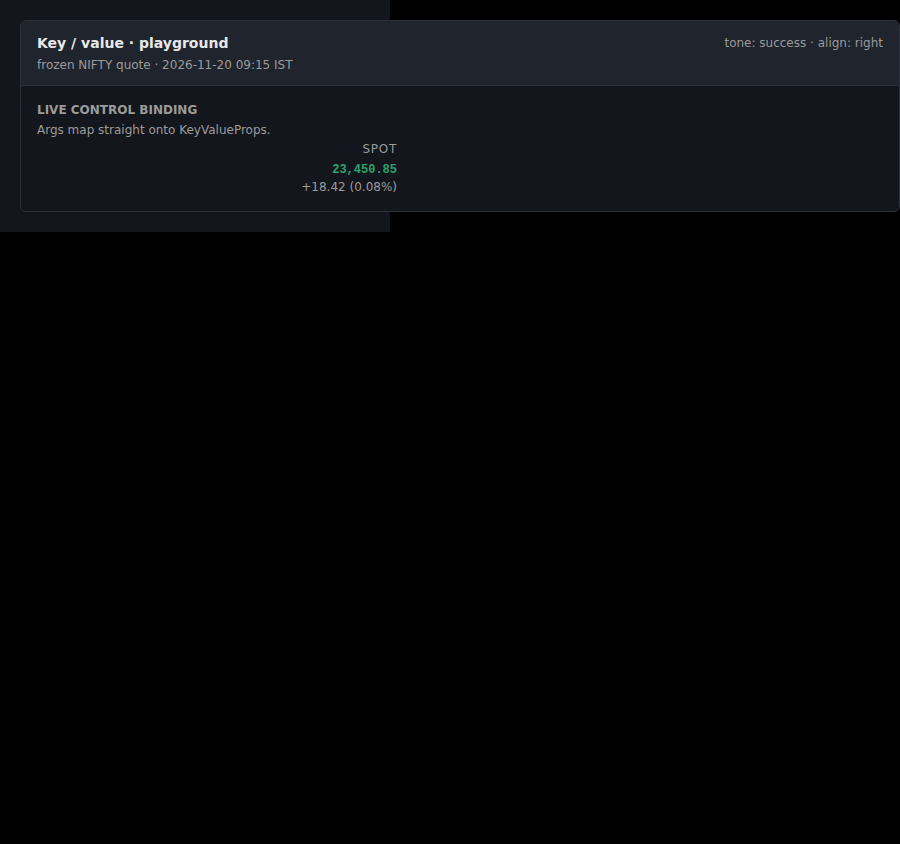 Key / value · playground
tone: success · align: right
frozen NIFTY quote · 2026-11-20 09:15 IST
LIVE CONTROL BINDING
Args map straight onto KeyValueProps.
SPOT
23,450.85
+18.42 (0.08%)